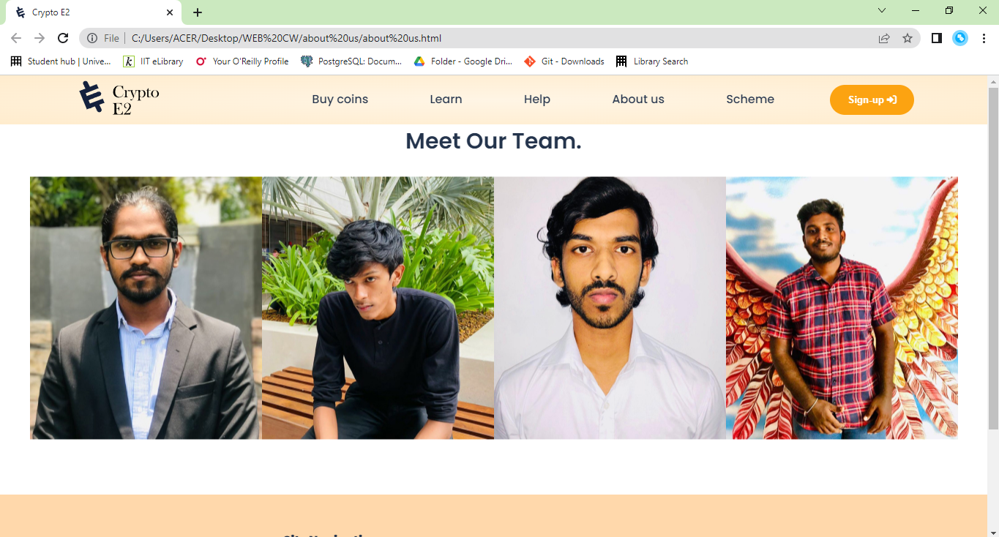 Crypto E2
File
C:/Users/ACER/Desktop/WEB%20CW/about%20us/about%20us.html
Student hub | Unive...
IIT eLibrary
Your O'Reilly Profile
PostgreSQL: Docum...
Folder - Google Dri...
Git - Downloads
Library Search
Crypto
E2
Buy coins
Learn
Help
About us
Scheme
Sign-up
Meet Our Team.